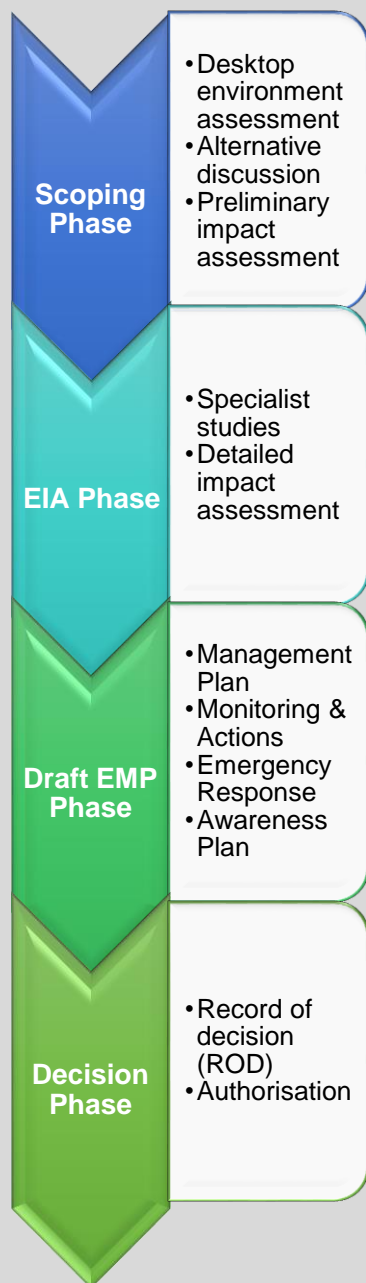 Scoping
Phase
•Desktop
environment
assessment
•Alternative
discussion
•Preliminary
impact
assessment
EIA Phase
•Specialist
studies
•Detailed
impact
assessment
Draft EMP
Phase
•Management
Plan
•Monitoring &
Actions
•Emergency
Response
•Awareness
Plan
Decision
Phase
•Record of
decision
(ROD)
•Authorisation